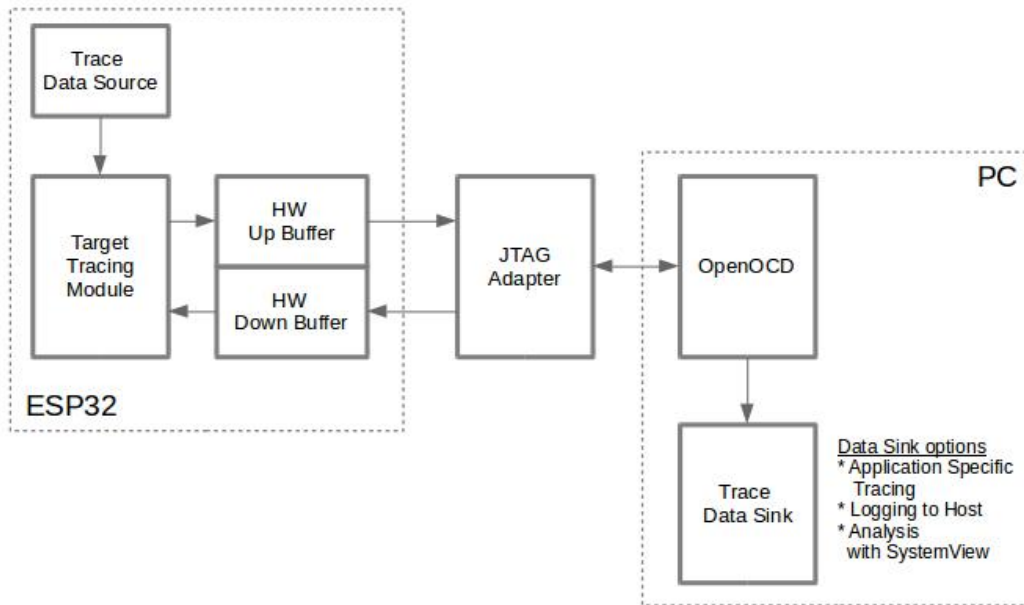 Trace
Data Source
Target
Tracing
Module
HW
Up Buffer
HW
Down Buffer
ESP32
JTAG
Adapter
PC
OpenOCD
Trace
Data Sink
Data Sink options
* Application Specific
Tracing
* Logging to Host
* Analysis
with SystemView